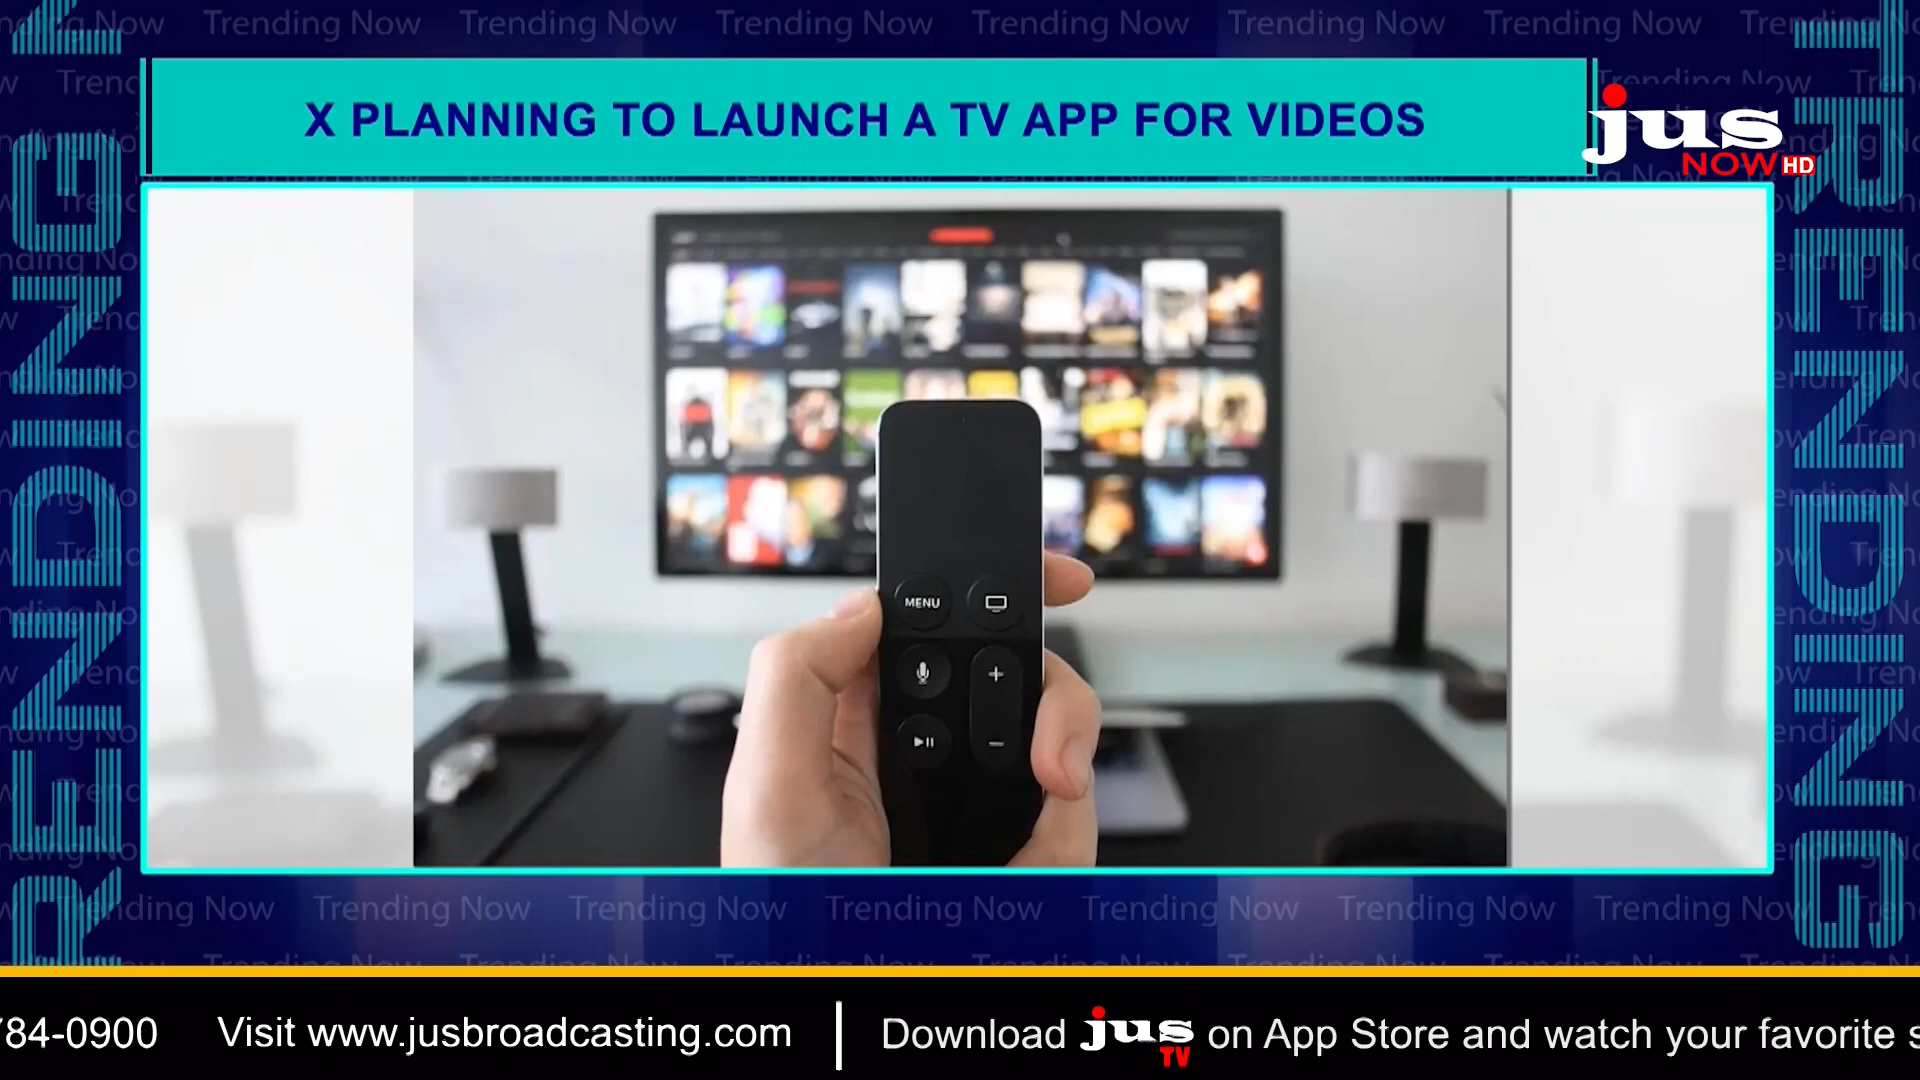 Trending Now Trending Now Trending Now Trending Now Trending Now
X PLANNING TO LAUNCH A TV APP FOR VIDEOS
jus
NOW HD
TRENDING
TRENDING
MENU
Trending Now Trending Now Trending Now Trending Now Trending Now
784-0900 Visit www.jusbroadcasting.com Download jus TV on App Store and watch your favorite s